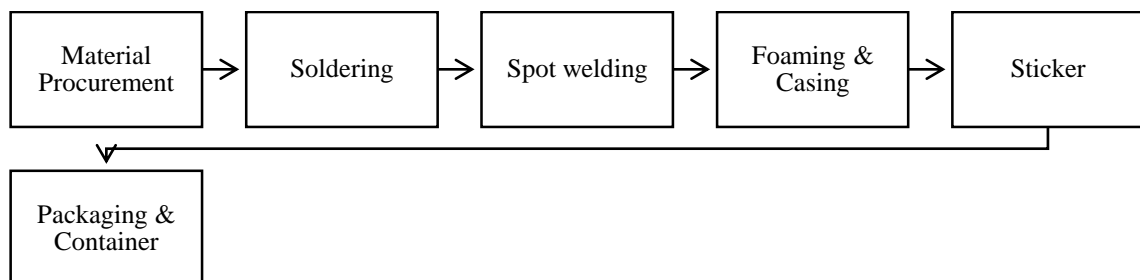 Material
Procurement
Soldering
Spot welding
Foaming &
Casing
Sticker
Packaging &
Container